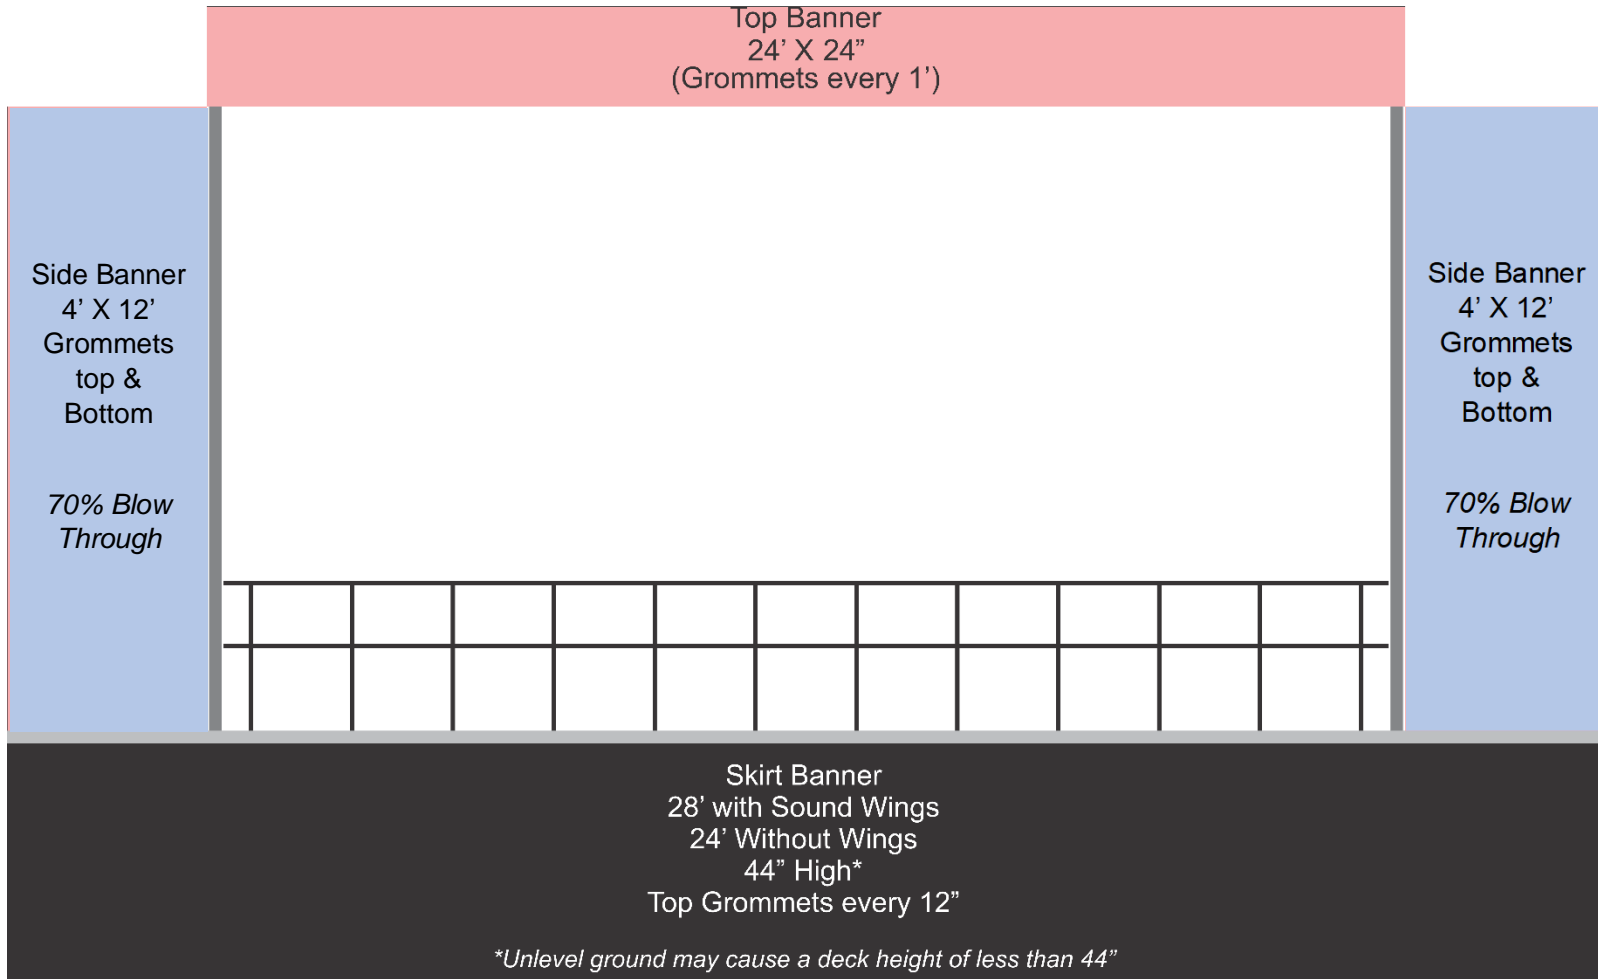 Top Banner
24’ X 24”
(Grommets every 1’)
Side Banner
4’ X 12’
Grommets
top &
Bottom
70% Blow
Through
Side Banner
4’ X 12’
Grommets
top &
Bottom
70% Blow
Through
Skirt Banner
28’ with Sound Wings
24’ Without Wings
44” High*
Top Grommets every 12”
*Unlevel ground may cause a deck height of less than 44”